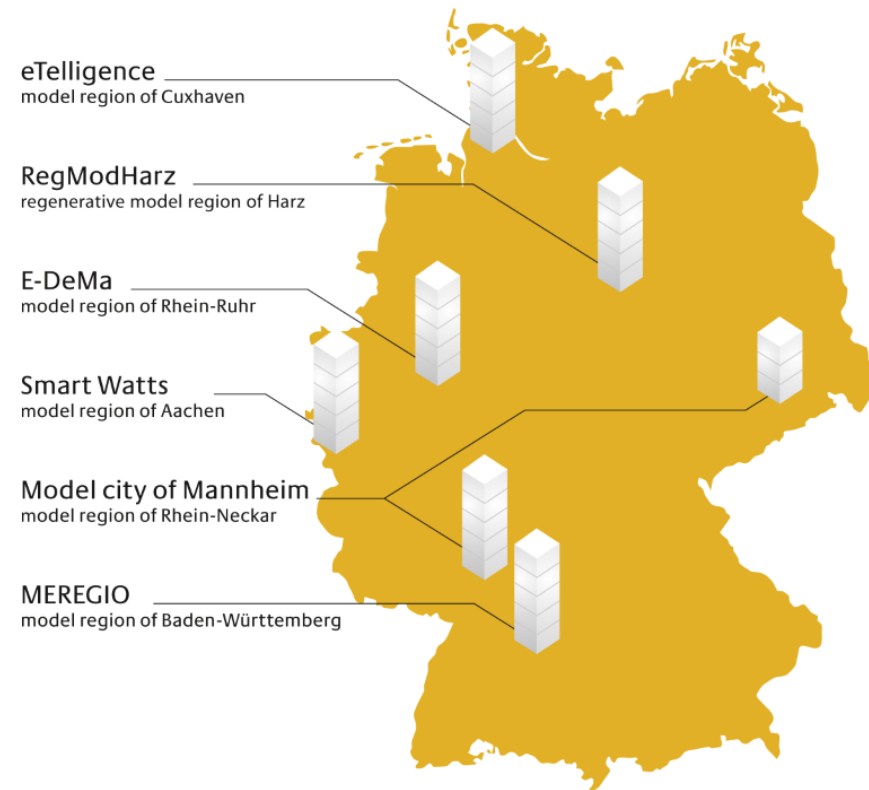 eTelligence
model region of Cuxhaven
RegModHarz
regenerative model region of Harz
E-DeMa
model region of Rhein-Ruhr
Smart Watts
model region of Aachen
Model city of Mannheim
model region of Rhein-Neckar
MEREGIO
model region of Baden-Württemberg